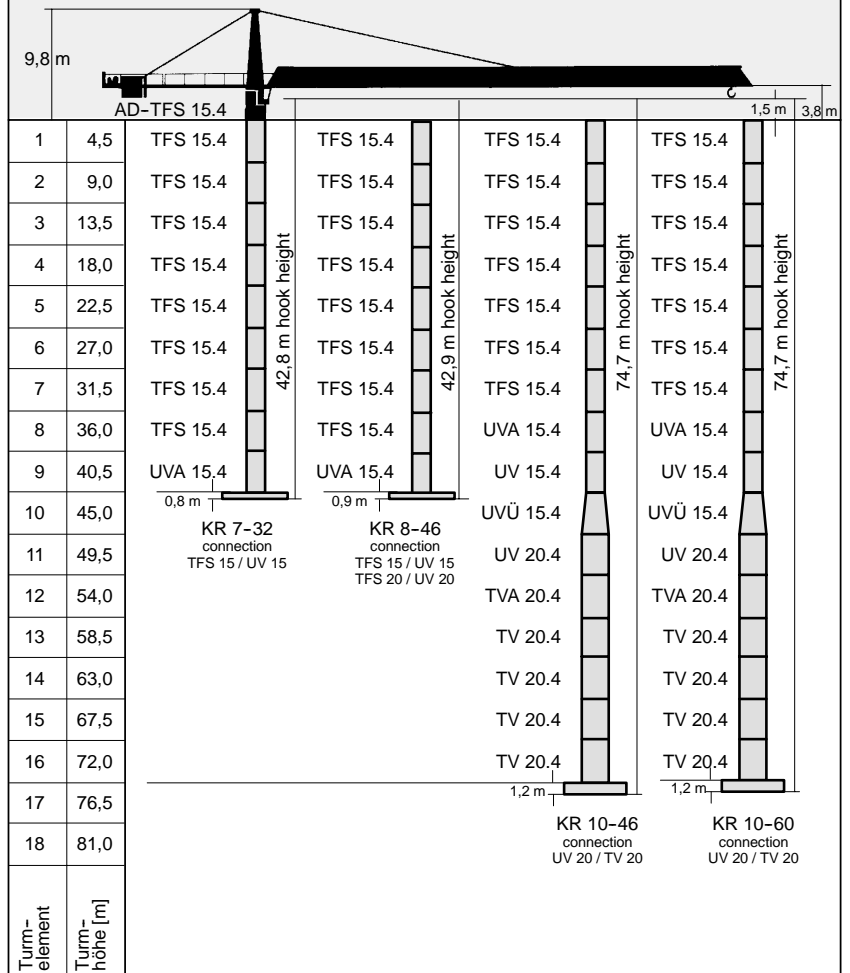 9,8 m
AD-TFS 15.4
1,5 m
3,8 m
1 4,5 TFS 15.4 TFS 15.4 TFS 15.4 TFS 15.4
2 9,0 TFS 15.4 TFS 15.4 TFS 15.4 TFS 15.4
3 13,5 TFS 15.4 TFS 15.4 TFS 15.4 TFS 15.4
4 18,0 TFS 15.4 TFS 15.4 TFS 15.4 TFS 15.4
5 22,5 TFS 15.4 TFS 15.4 TFS 15.4 TFS 15.4
6 27,0 TFS 15.4 TFS 15.4 TFS 15.4 TFS 15.4
7 31,5 TFS 15.4 TFS 15.4 TFS 15.4 TFS 15.4
8 36,0 TFS 15.4 TFS 15.4 UVA 15.4 UVA 15.4
9 40,5 UVA 15.4 UVA 15.4 UV 15.4 UV 15.4
10 45,0 UVÜ 15.4 UVÜ 15.4
11 49,5 UV 20.4 UV 20.4
12 54,0 TVA 20.4 TVA 20.4
13 58,5 TV 20.4 TV 20.4
14 63,0 TV 20.4 TV 20.4
15 67,5 TV 20.4 TV 20.4
16 72,0 TV 20.4 TV 20.4
17 76,5
18 81,0
Turm-
element
Turm-
höhe [m]
42,8 m hook height
42,9 m hook height
74,7 m hook height
74,7 m hook height
0,8 m
KR 7-32
connection
TFS 15 / UV 15
0,9 m
KR 8-46
connection
TFS 15 / UV 15
TFS 20 / UV 20
1,2 m
KR 10-46
connection
UV 20 / TV 20
1,2 m
KR 10-60
connection
UV 20 / TV 20